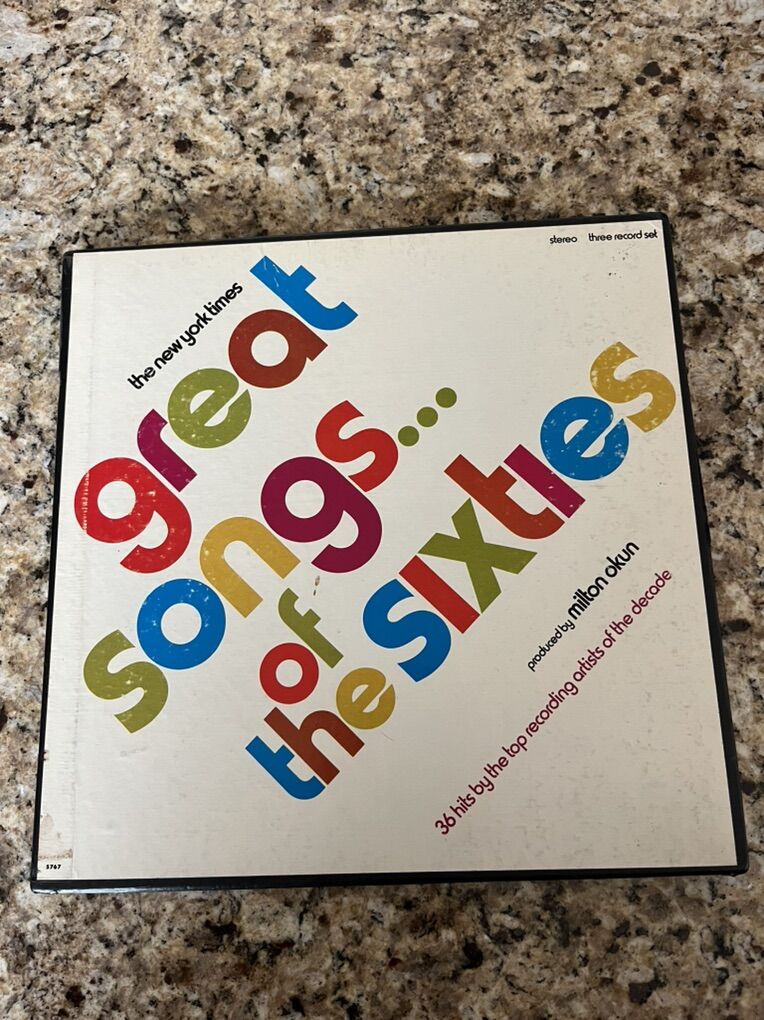 stereo three record set
the new york times
great
songs...
of
the sixties
produced by milton okun
36 hits by the top recording artists of the decade
5767